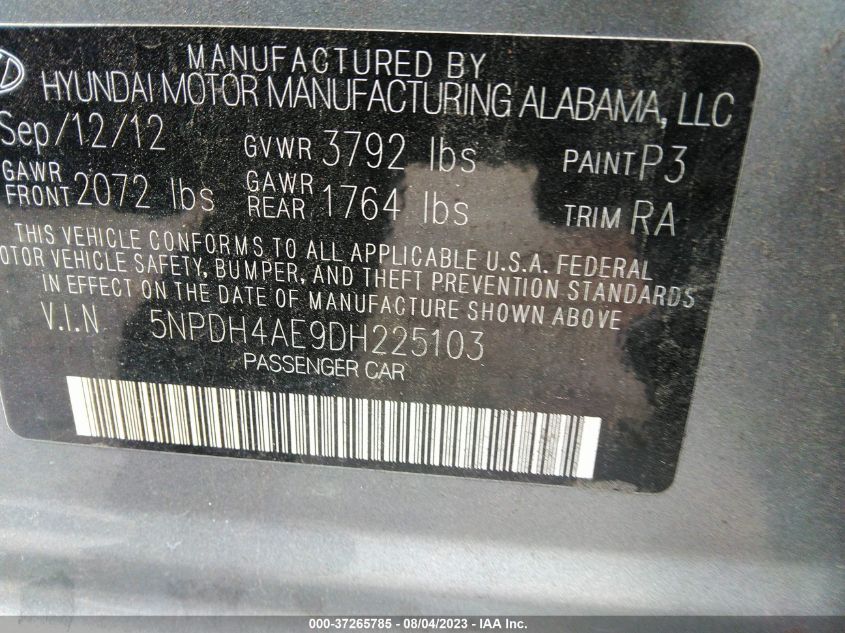 MANUFACTURED BY
HYUNDAI MOTOR MANUFACTURING ALABAMA, LLC
Sep/12/12 GVWR 3792 lbs PAINT P3
GAWR FRONT 2072 lbs GAWR REAR 1764 lbs TRIM RA
THIS VEHICLE CONFORMS TO ALL APPLICABLE U.S.A. FEDERAL
OTOR VEHICLE SAFETY, BUMPER, AND THEFT PREVENTION STANDARDS
IN EFFECT ON THE DATE OF MANUFACTURE SHOWN ABOVE
V.I.N 5NPDH4AE9DH225103
PASSENGER CAR
000-37265785 - 08/04/2023 - IAA Inc.